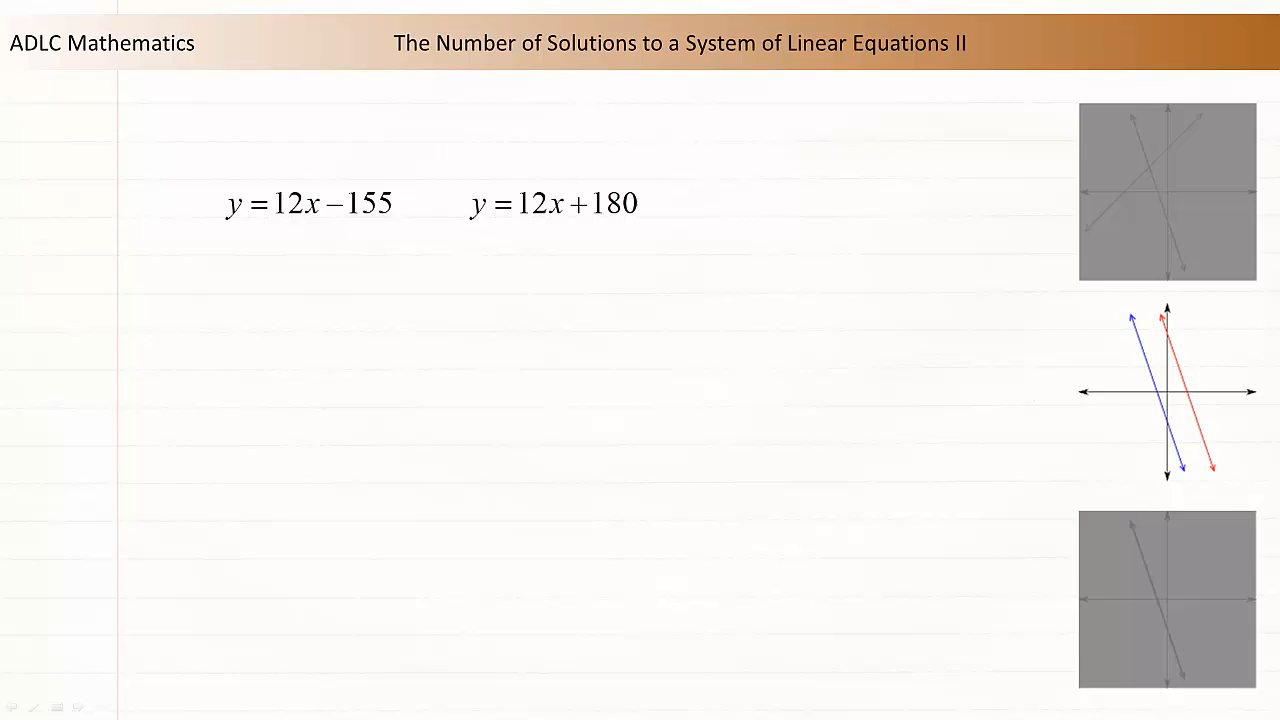 ADLC Mathematics
The Number of Solutions to a System of Linear Equations II
y = 12x − 155
y = 12x + 180